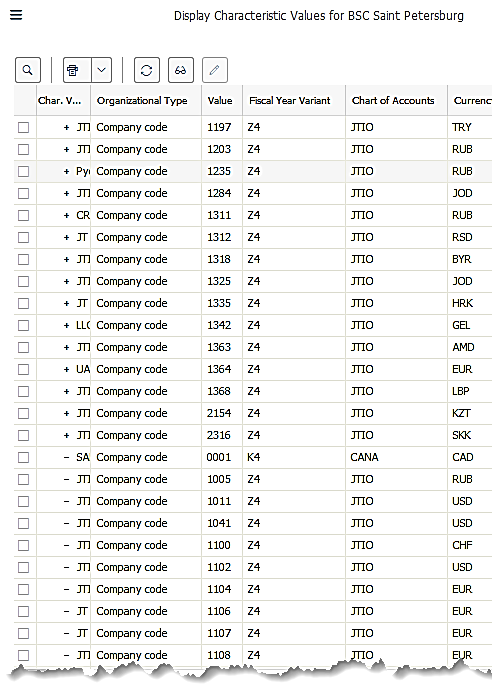 Display Characteristic Values for BSC Saint Petersburg
Char. V... Organizational Type Value Fiscal Year Variant Chart of Accounts Currenc
+ JTI Company code 1197 Z4 JTIO TRY
+ JTI Company code 1203 Z4 JTIO RUB
+ Ру Company code 1235 Z4 JTIO RUB
+ JTI Company code 1284 Z4 JTIO JOD
+ CR Company code 1311 Z4 JTIO RUB
+ JT Company code 1312 Z4 JTIO RSD
+ JTI Company code 1318 Z4 JTIO BYR
+ JTI Company code 1325 Z4 JTIO JOD
+ JT Company code 1335 Z4 JTIO HRK
+ LLC Company code 1342 Z4 JTIO GEL
+ JTI Company code 1363 Z4 JTIO AMD
+ UA Company code 1364 Z4 JTIO EUR
+ JTI Company code 1368 Z4 JTIO LBP
+ JTI Company code 2154 Z4 JTIO KZT
+ JTI Company code 2316 Z4 JTIO SKK
– SA Company code 0001 K4 CANA CAD
– JTI Company code 1005 Z4 JTIO RUB
– JTI Company code 1011 Z4 JTIO USD
– JTI Company code 1041 Z4 JTIO USD
– JTI Company code 1100 Z4 JTIO CHF
– JTI Company code 1102 Z4 JTIO USD
– JTI Company code 1104 Z4 JTIO EUR
– JT Company code 1106 Z4 JTIO EUR
– JT Company code 1107 Z4 JTIO EUR
– JTI Company code 1108 Z4 JTIO EUR